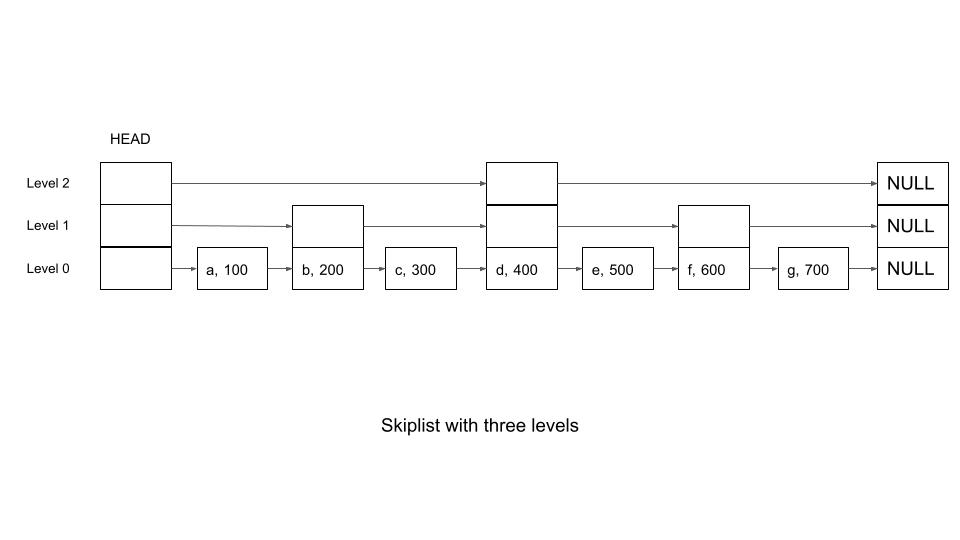 HEAD
Level 2 NULL
Level 1 NULL
Level 0 a, 100 b, 200 c, 300 d, 400 e, 500 f, 600 g, 700 NULL
Skiplist with three levels